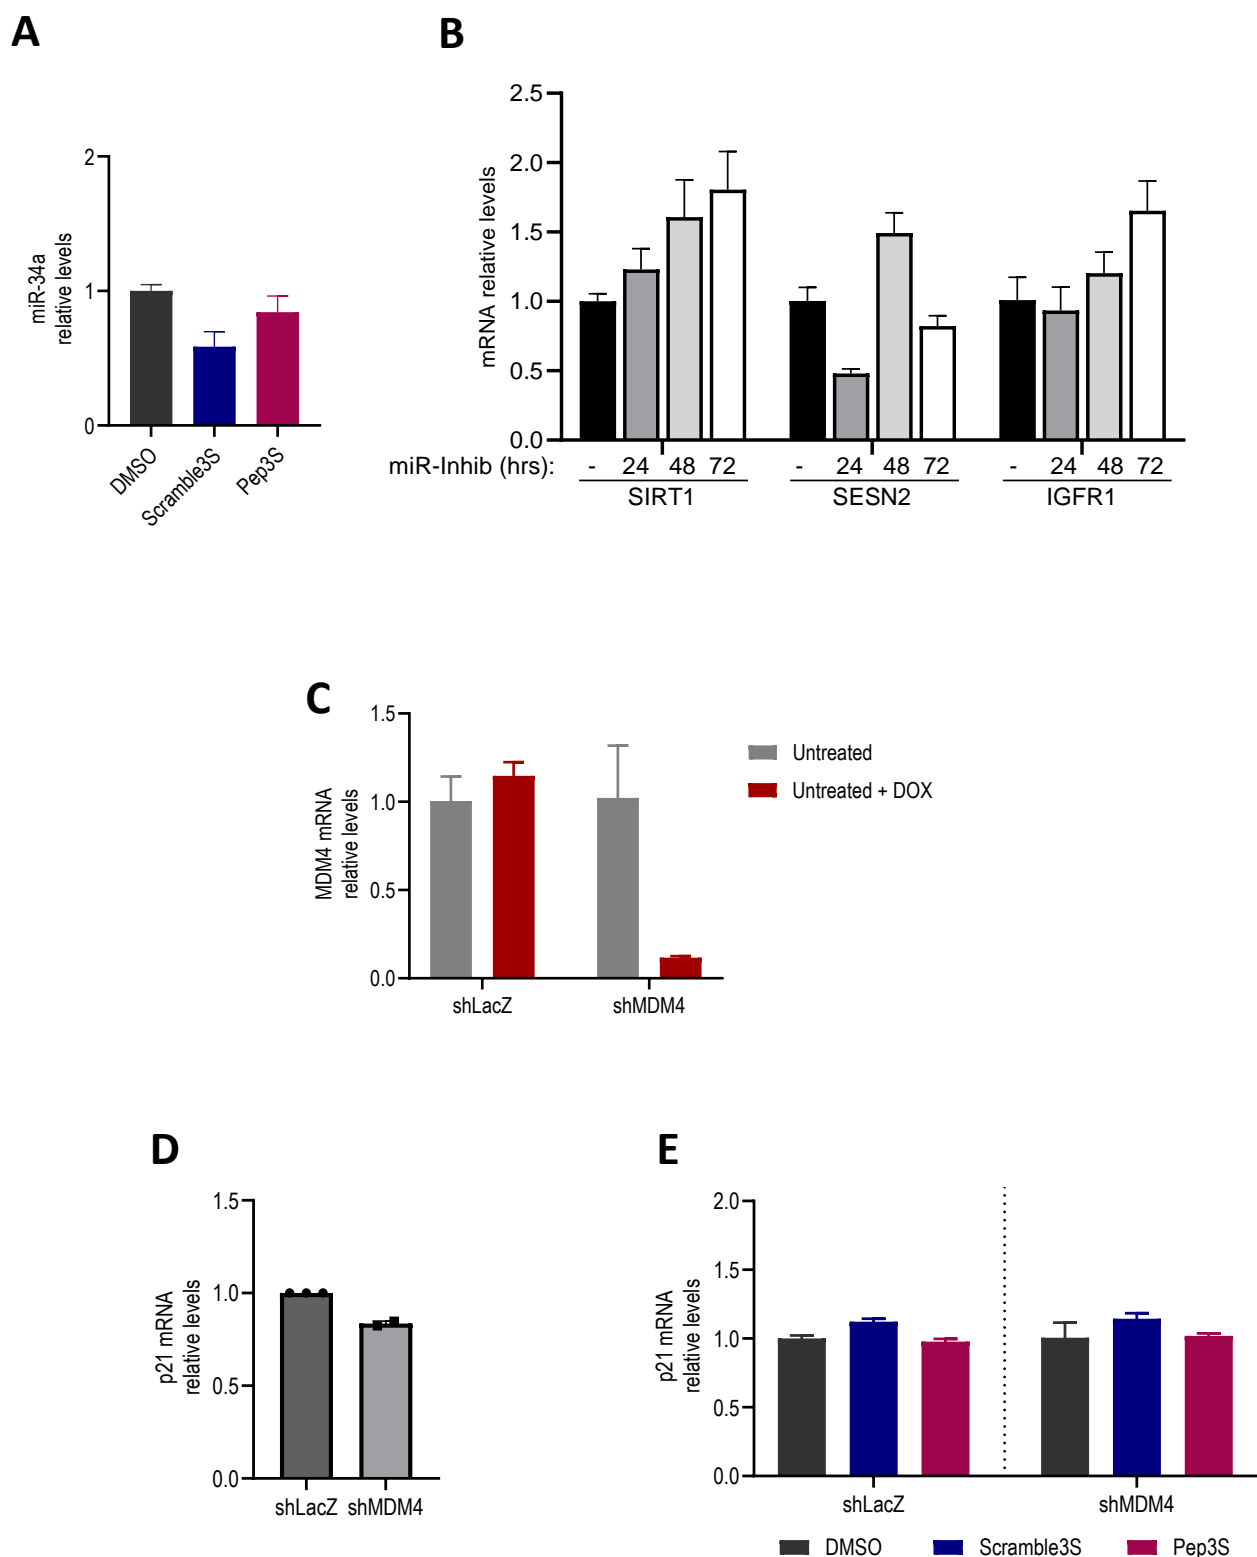 A
miR-34a
relative levels
2
1
0
DMSO
Scramble3S
Pep3S
B
mRNA relative levels
2.5
2.0
1.5
1.0
0.5
0.0
miR-Inhib (hrs): - 24 48 72 - 24 48 72 - 24 48 72
SIRT1 SESN2 IGFR1
C
MDM4 mRNA
relative levels
1.5
1.0
0.5
0.0
shLacZ shMDM4
Untreated
Untreated + DOX
D
p21 mRNA
relative levels
1.5
1.0
0.5
0.0
shLacZ shMDM4
E
p21 mRNA
relative levels
2.0
1.5
1.0
0.5
0.0
shLacZ shMDM4
DMSO Scramble3S Pep3S